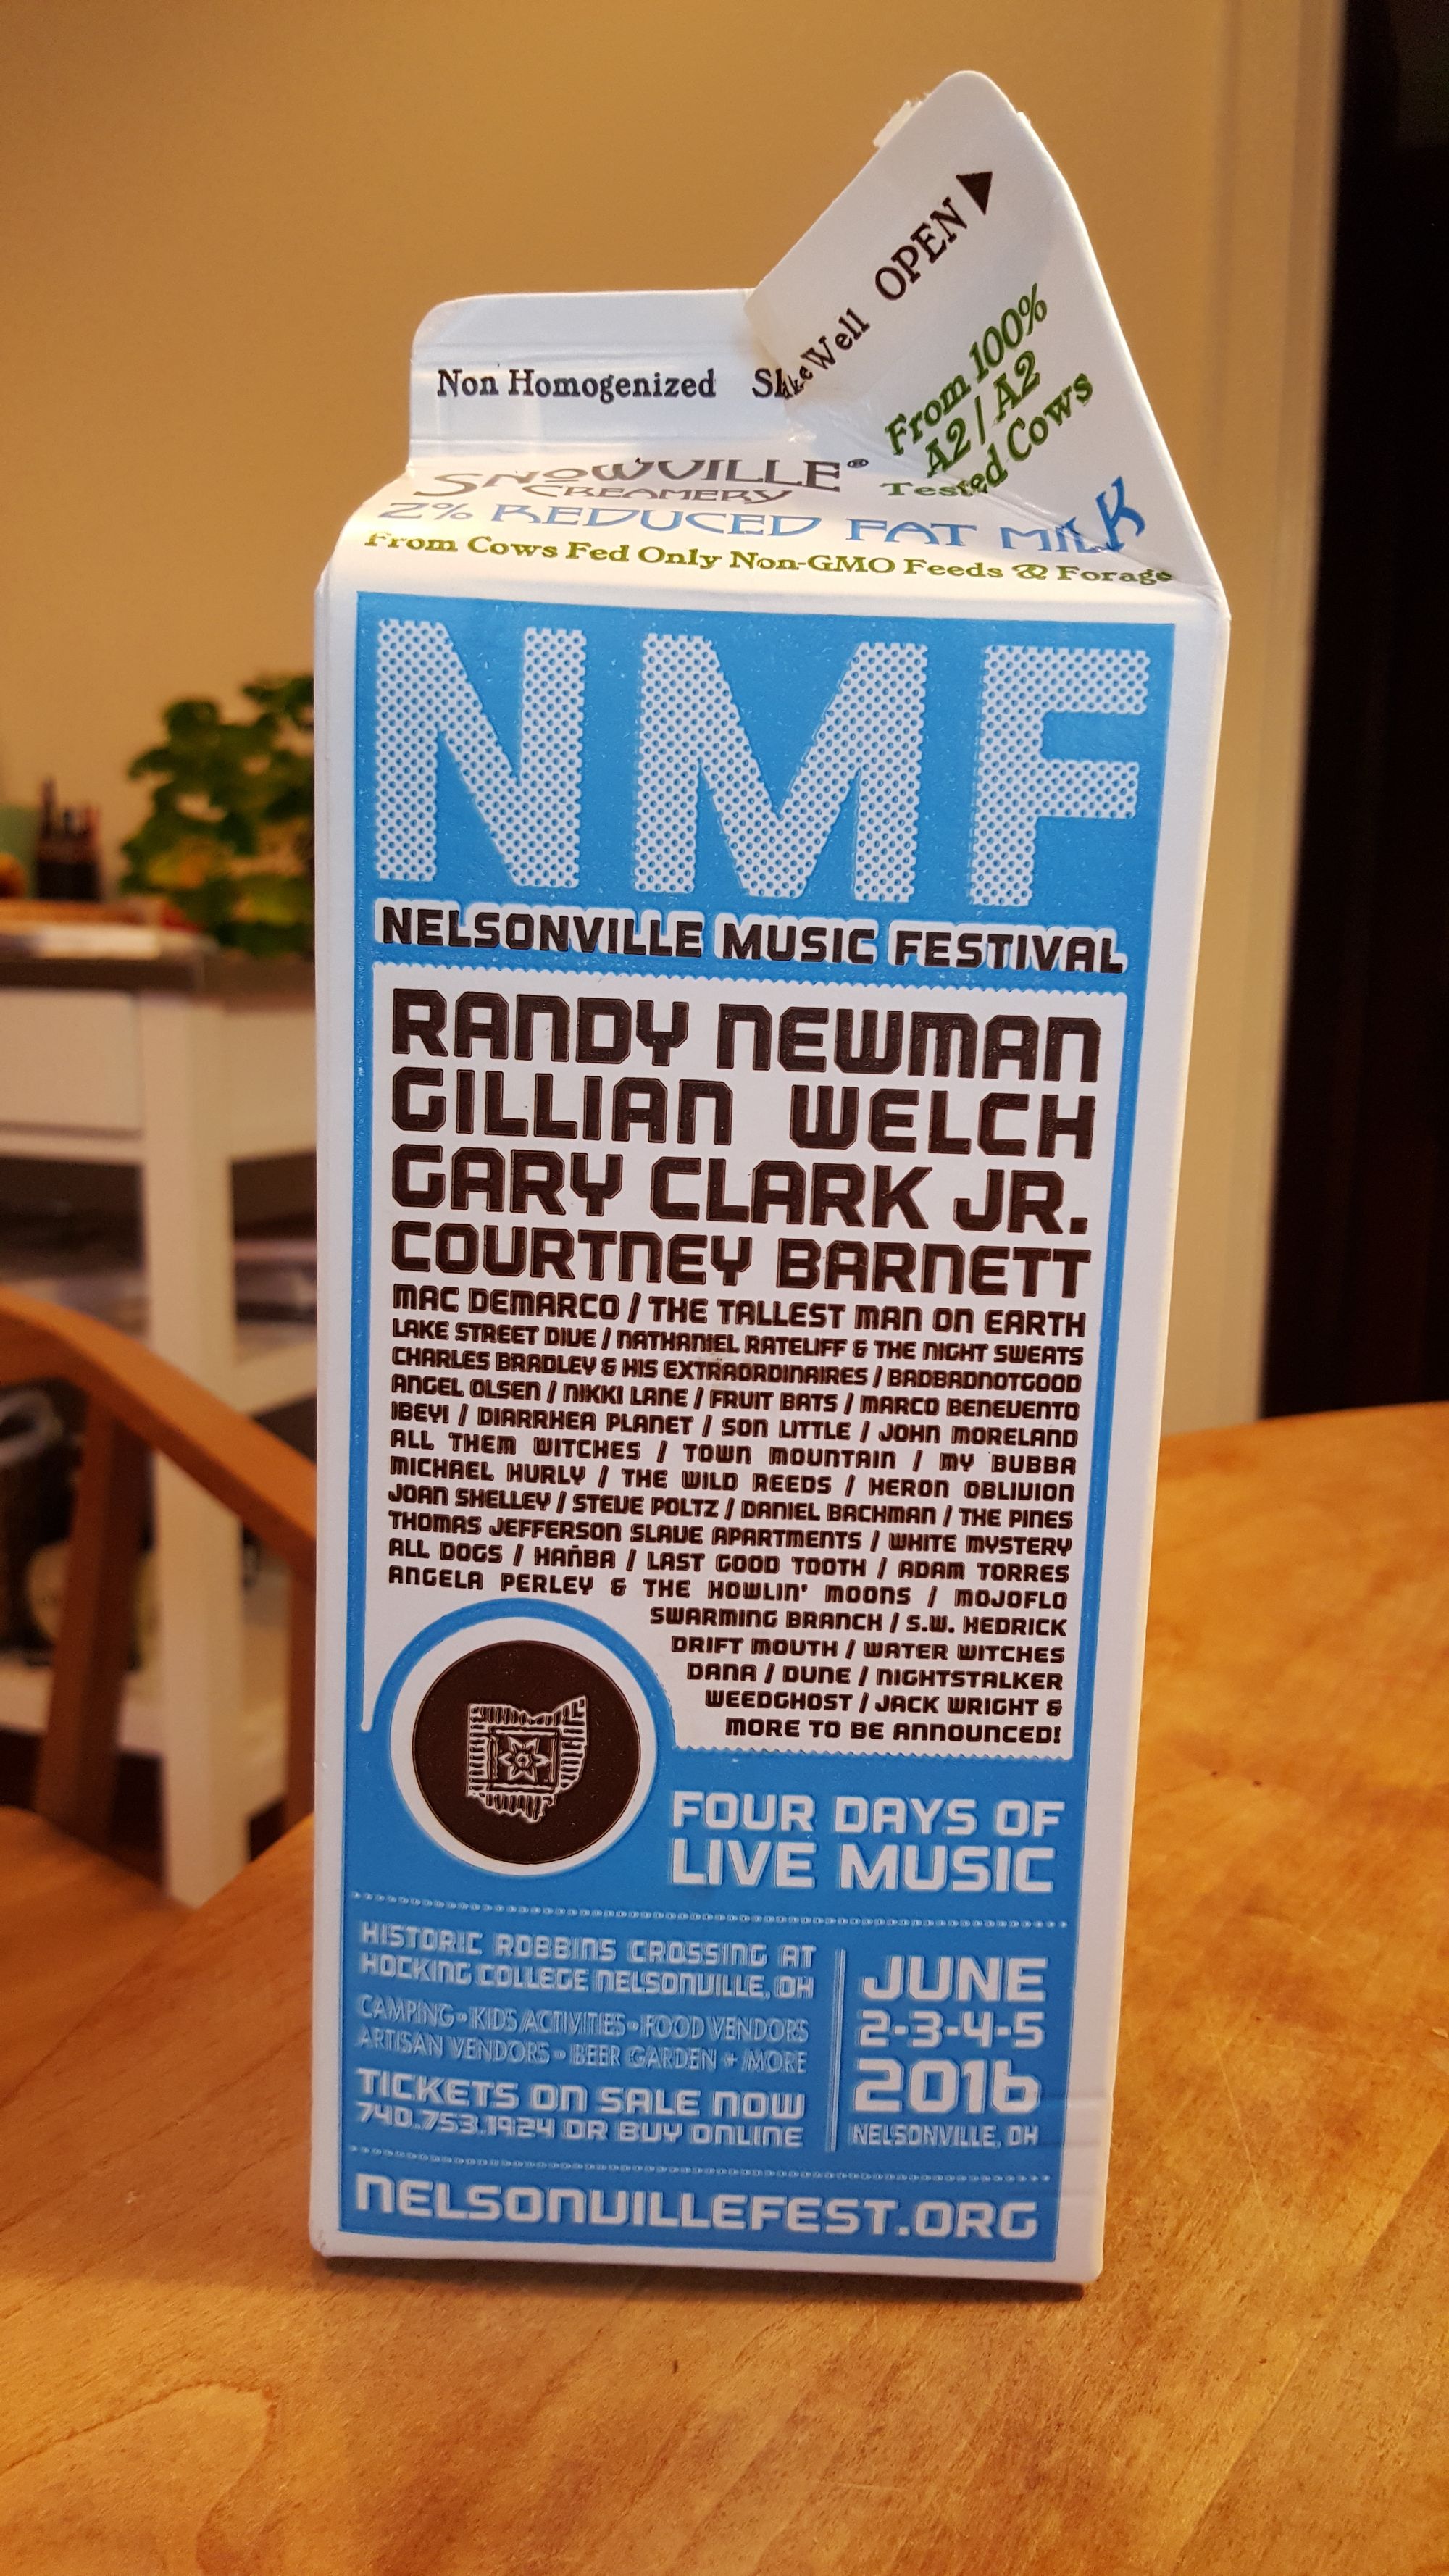 OPEN
Non Homogenized ShakeWell
From 100%
A2 / A2
Tested Cows
SNOWVILLE®
CREAMERY
2% REDUCED FAT MILK
From Cows Fed Only Non-GMO Feeds & Forage
NMF
NELSONVILLE MUSIC FESTIVAL
RANDY NEWMAN
GILLIAN WELCH
GARY CLARK JR.
COURTNEY BARNETT
MAC DEMARCO / THE TALLEST MAN ON EARTH
LAKE STREET DIVE / NATHANIEL RATELIFF & THE NIGHT SWEATS
CHARLES BRADLEY & HIS EXTRAORDINAIRES / BADBADNOTGOOD
ANGEL OLSEN / NIKKI LANE / FRUIT BATS / MARCO BENEVENTO
IBEYI / DIARRHEA PLANET / SON LITTLE / JOHN MORELAND
ALL THEM WITCHES / TOWN MOUNTAIN / MY BUBBA
MICHAEL HURLY / THE WILD REEDS / HERON OBLIVION
JOAN SHELLEY / STEVE POLTZ / DANIEL BACHMAN / THE PINES
THOMAS JEFFERSON SLAVE APARTMENTS / WHITE MYSTERY
ALL DOGS / HAŃBA / LAST GOOD TOOTH / ADAM TORRES
ANGELA PERLEY & THE HOWLIN' MOONS / MOJOFLO
SWARMING BRANCH / S.W. HEDRICK
DRIFT MOUTH / WATER WITCHES
DANA / DUNE / NIGHTSTALKER
WEEDGHOST / JACK WRIGHT &
MORE TO BE ANNOUNCED!
FOUR DAYS OF
LIVE MUSIC
HISTORIC ROBBINS CROSSING AT
HOCKING COLLEGE NELSONVILLE, OH
CAMPING • KIDS ACTIVITIES • FOOD VENDORS
ARTISAN VENDORS • BEER GARDEN + MORE
TICKETS ON SALE NOW
740.753.1924 OR BUY ONLINE
JUNE
2-3-4-5
2016
NELSONVILLE, OH
NELSONVILLEFEST.ORG